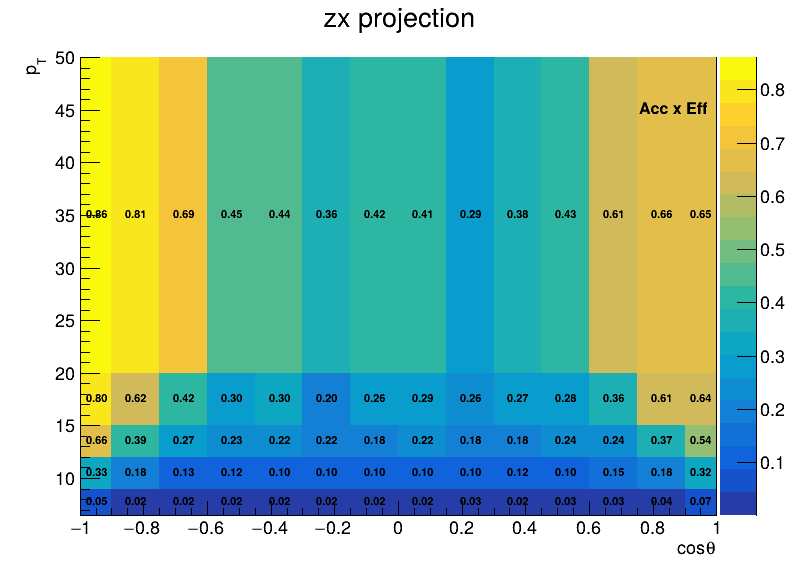 zx projection
p_T
50
45
40
35
30
25
20
15
10
Acc x Eff
0.86 0.81 0.69 0.45 0.44 0.36 0.42 0.41 0.29 0.38 0.43 0.61 0.66 0.65
0.80 0.62 0.42 0.30 0.30 0.20 0.26 0.29 0.26 0.27 0.28 0.36 0.61 0.64
0.66 0.39 0.27 0.23 0.22 0.22 0.18 0.22 0.18 0.18 0.24 0.24 0.37 0.54
0.33 0.18 0.13 0.12 0.10 0.10 0.10 0.10 0.10 0.12 0.10 0.15 0.18 0.32
0.05 0.02 0.02 0.02 0.02 0.02 0.02 0.02 0.03 0.02 0.03 0.03 0.04 0.07
−1 −0.8 −0.6 −0.4 −0.2 0 0.2 0.4 0.6 0.8 1
cosθ
0.8
0.7
0.6
0.5
0.4
0.3
0.2
0.1